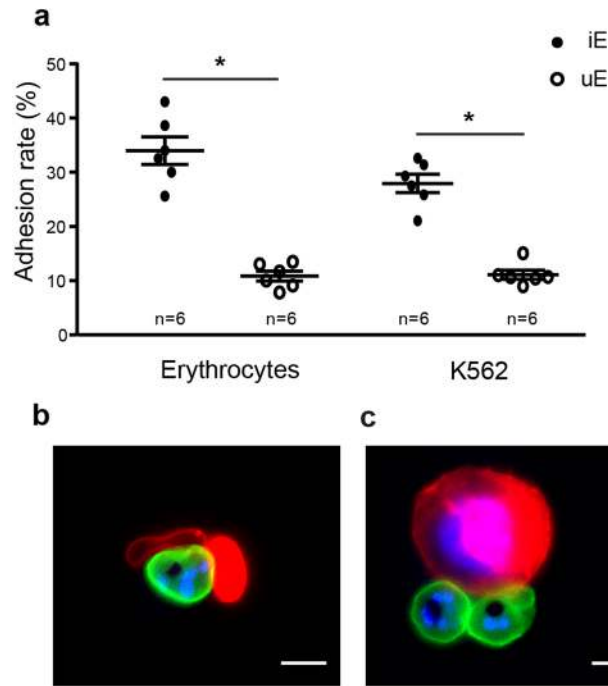 a
iE
uE
*
*
Adhesion rate (%)
50
40
30
20
10
0
n=6 n=6 n=6 n=6
Erythrocytes K562
b c